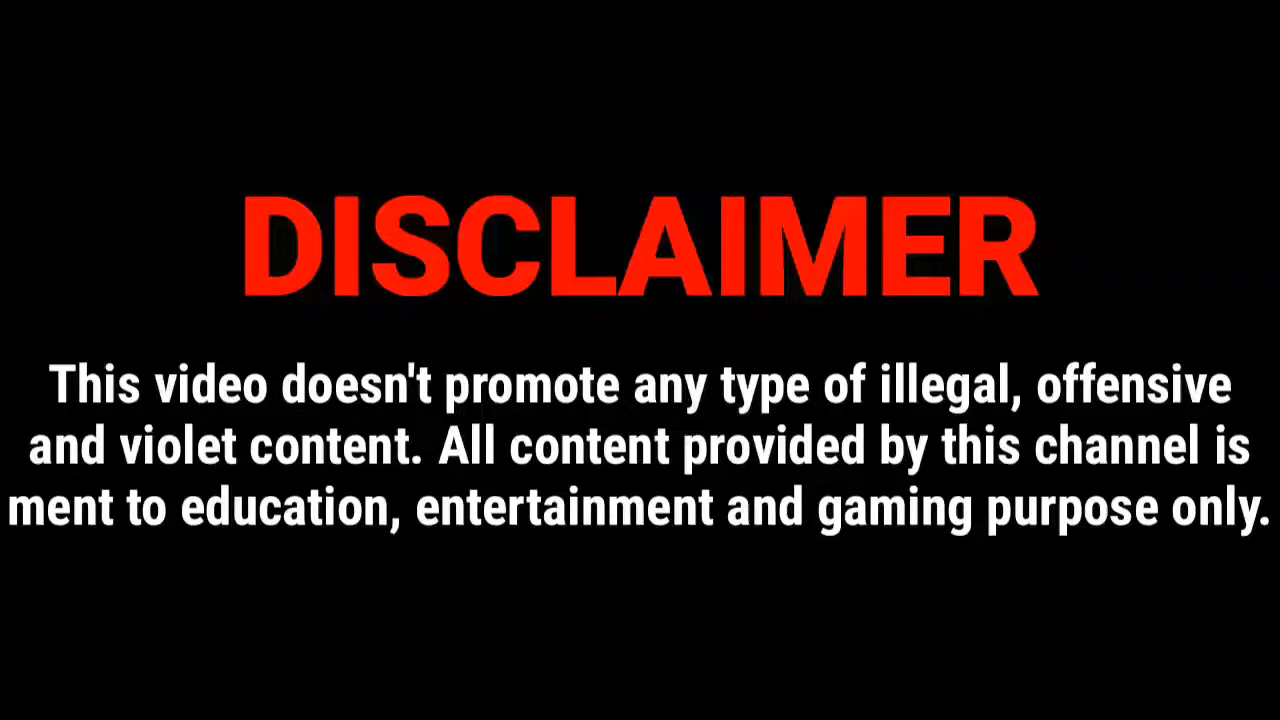 DISCLAIMER
This video doesn't promote any type of illegal, offensive
and violet content. All content provided by this channel is
ment to education, entertainment and gaming purpose only.